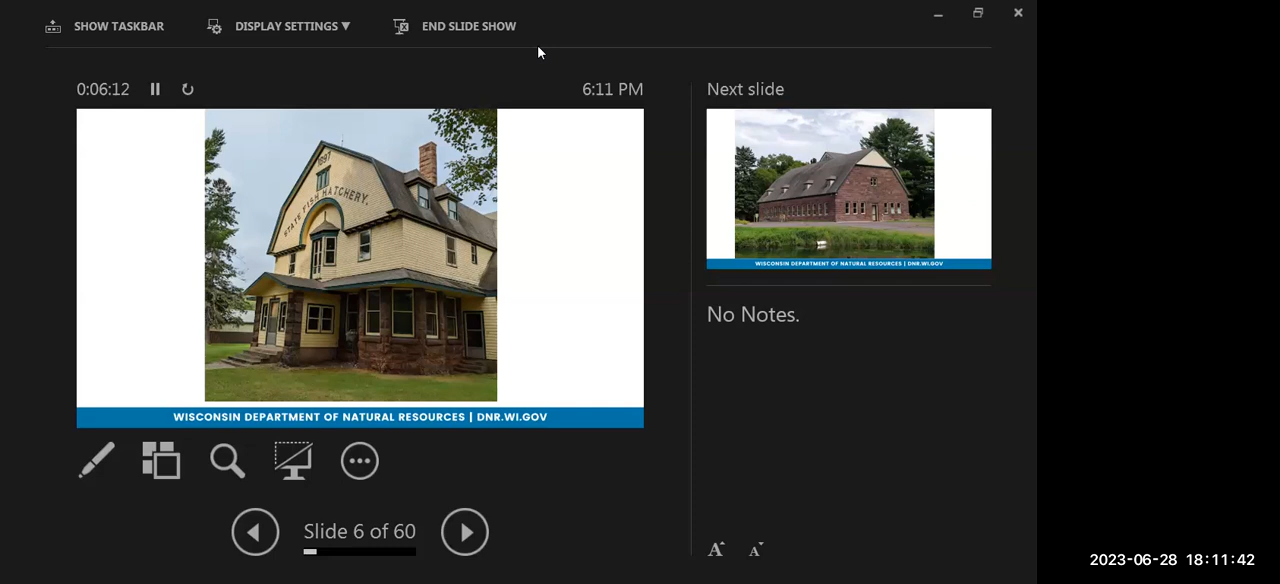 SHOW TASKBAR
DISPLAY SETTINGS ▼
END SLIDE SHOW
0:06:12
6:11 PM
Next slide
1897
STATE FISH HATCHERY.
WISCONSIN DEPARTMENT OF NATURAL RESOURCES | DNR.WI.GOV
WISCONSIN DEPARTMENT OF NATURAL RESOURCES | DNR.WI.GOV
No Notes.
Slide 6 of 60
A A
2023-06-28 18:11:42